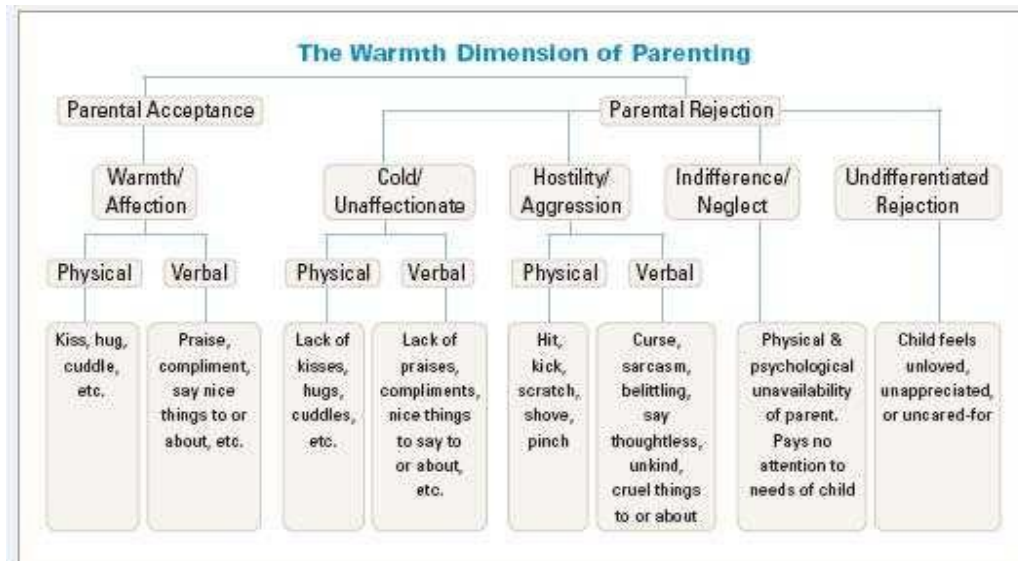 The Warmth Dimension of Parenting
Parental Acceptance
Parental Rejection
Warmth/
Affection
Cold/
Unaffectionate
Hostility/
Aggression
Indifference/
Neglect
Undifferentiated
Rejection
Physical
Verbal
Physical
Verbal
Physical
Verbal
Kiss, hug,
cuddle,
etc.
Praise,
compliment,
say nice
things to or
about, etc.
Lack of
kisses,
hugs,
cuddles,
etc.
Lack of
praises,
compliments,
nice things
to say to
or about,
etc.
Hit,
kick,
scratch,
shove,
pinch
Curse,
sarcasm,
belittling,
say
thoughtless,
unkind,
cruel things
to or about
Physical &
psychological
unavailability
of parent.
Pays no
attention to
needs of child
Child feels
unloved,
unappreciated,
or uncared-for